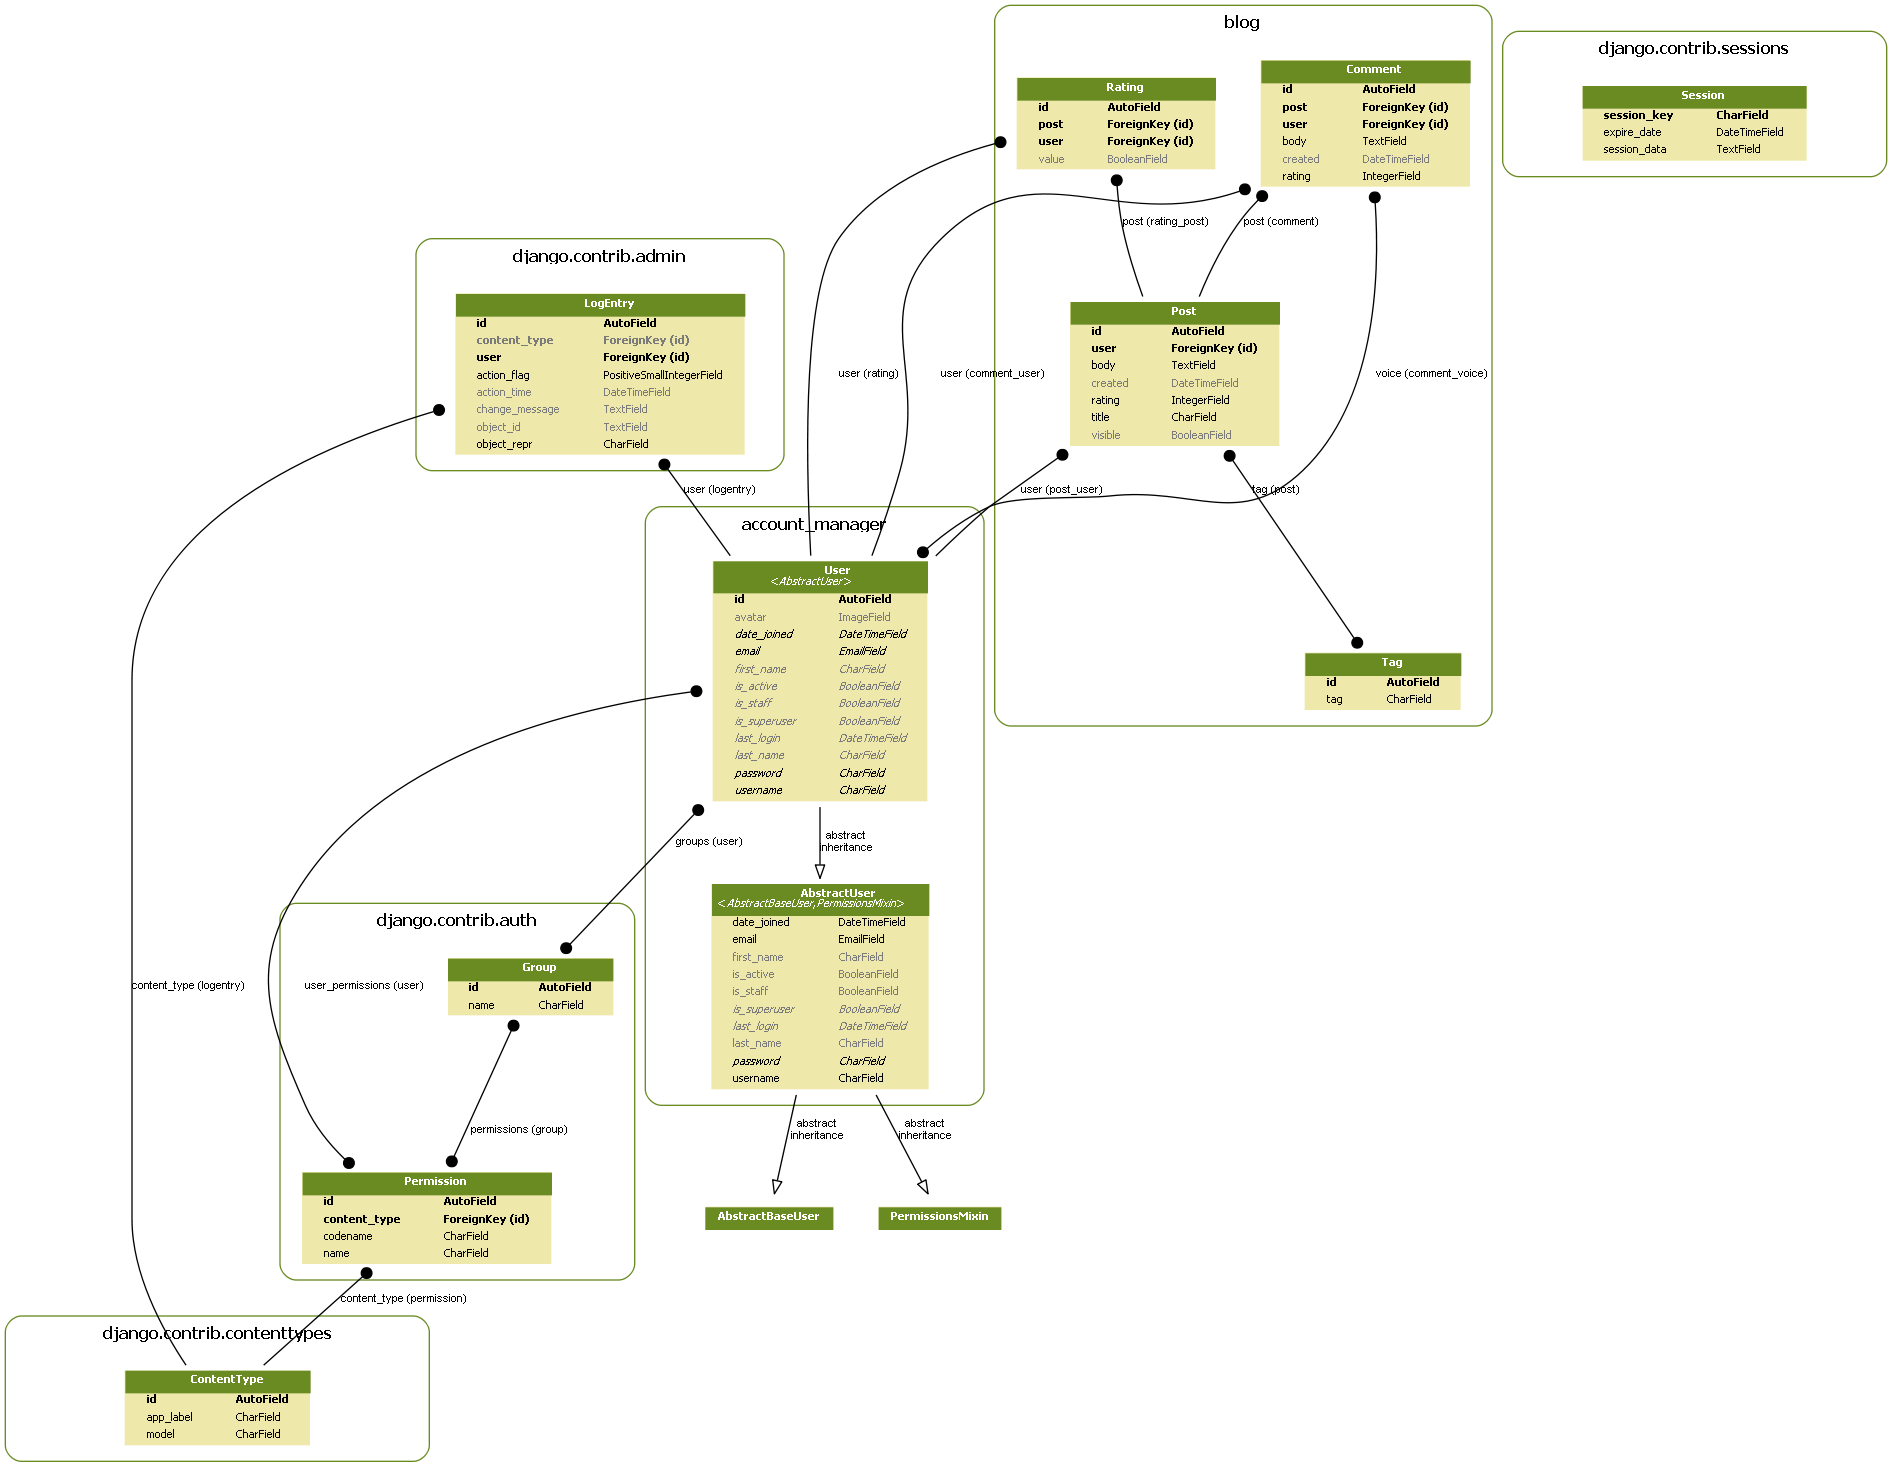 blog
Rating
id AutoField
post ForeignKey (id)
user ForeignKey (id)
value BooleanField
Comment
id AutoField
post ForeignKey (id)
user ForeignKey (id)
body TextField
created DateTimeField
rating IntegerField
django.contrib.sessions
Session
session_key CharField
expire_date DateTimeField
session_data TextField
post (rating_post)
post (comment)
django.contrib.admin
LogEntry
id AutoField
content_type ForeignKey (id)
user ForeignKey (id)
action_flag PositiveSmallIntegerField
action_time DateTimeField
change_message TextField
object_id TextField
object_repr CharField
Post
id AutoField
user ForeignKey (id)
body TextField
created DateTimeField
rating IntegerField
title CharField
visible BooleanField
user (rating)
user (comment_user)
voice (comment_voice)
user (logentry)
user (post_user)
tag (post)
account_manager
User
<AbstractUser>
id AutoField
avatar ImageField
date_joined DateTimeField
email EmailField
first_name CharField
is_active BooleanField
is_staff BooleanField
is_superuser BooleanField
last_login DateTimeField
last_name CharField
password CharField
username CharField
Tag
id AutoField
tag CharField
groups (user)
abstract
inheritance
AbstractUser
<AbstractBaseUser,PermissionsMixin>
date_joined DateTimeField
email EmailField
first_name CharField
is_active BooleanField
is_staff BooleanField
is_superuser BooleanField
last_login DateTimeField
last_name CharField
password CharField
username CharField
django.contrib.auth
Group
id AutoField
name CharField
content_type (logentry)
user_permissions (user)
permissions (group)
abstract
inheritance
abstract
inheritance
Permission
id AutoField
content_type ForeignKey (id)
codename CharField
name CharField
AbstractBaseUser
PermissionsMixin
content_type (permission)
django.contrib.contenttypes
ContentType
id AutoField
app_label CharField
model CharField